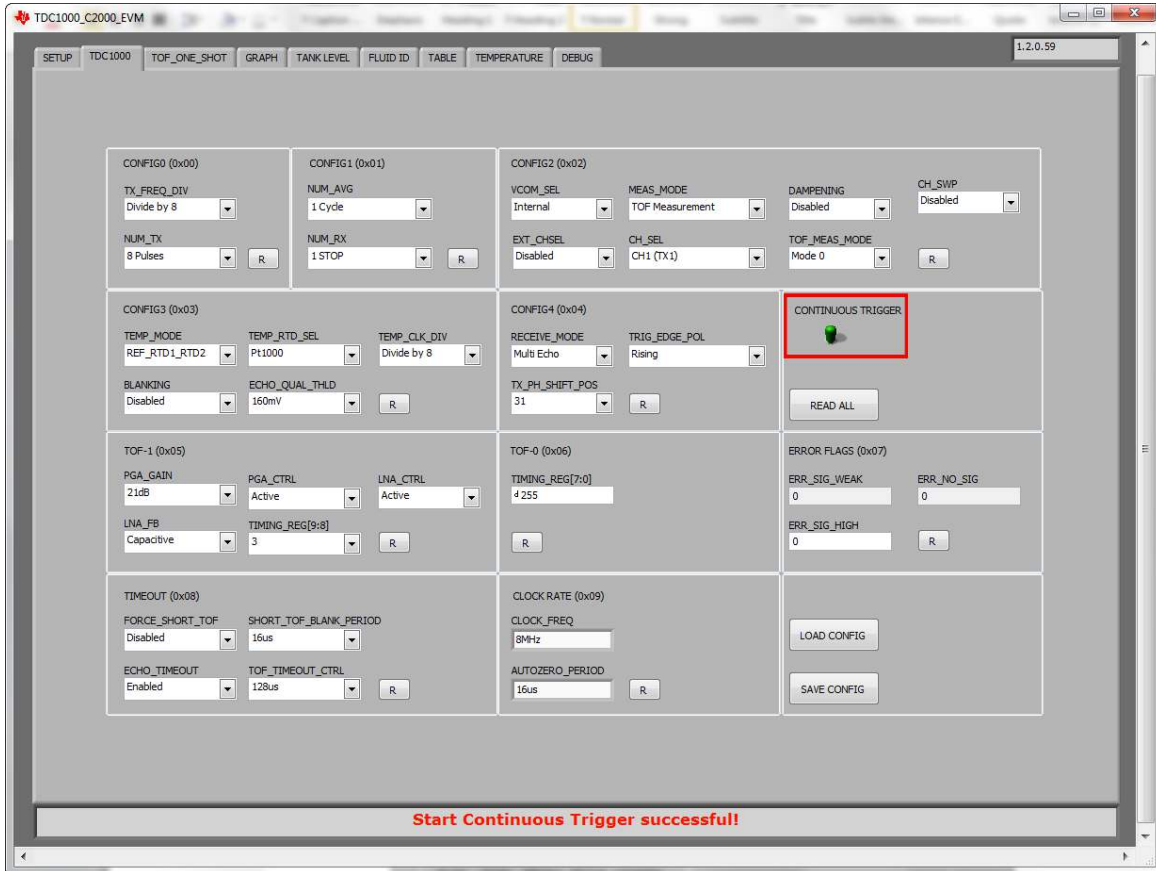 TDC1000_C2000_EVM
1.2.0.59
SETUP TDC1000 TOF_ONE_SHOT GRAPH TANK LEVEL FLUID ID TABLE TEMPERATURE DEBUG
CONFIG0 (0x00)
TX_FREQ_DIV
Divide by 8
NUM_TX
8 Pulses
R
CONFIG1 (0x01)
NUM_AVG
1 Cycle
NUM_RX
1 STOP
R
CONFIG2 (0x02)
VCOM_SEL MEAS_MODE DAMPENING CH_SWP
Internal TOF Measurement Disabled Disabled
EXT_CHSEL CH_SEL TOF_MEAS_MODE
Disabled CH1 (TX1) Mode 0 R
CONFIG3 (0x03)
TEMP_MODE TEMP_RTD_SEL TEMP_CLK_DIV
REF_RTD1_RTD2 Pt1000 Divide by 8
BLANKING ECHO_QUAL_THLD
Disabled 160mV R
CONFIG4 (0x04)
RECEIVE_MODE TRIG_EDGE_POL
Multi Echo Rising
TX_PH_SHIFT_POS
31 R
CONTINUOUS TRIGGER
READ ALL
TOF-1 (0x05)
PGA_GAIN PGA_CTRL LNA_CTRL
21dB Active Active
LNA_FB TIMING_REG[9:8]
Capacitive 3 R
TOF-0 (0x06)
TIMING_REG[7:0]
d 255
R
ERROR FLAGS (0x07)
ERR_SIG_WEAK ERR_NO_SIG
0 0
ERR_SIG_HIGH
0 R
TIMEOUT (0x08)
FORCE_SHORT_TOF SHORT_TOF_BLANK_PERIOD
Disabled 16us
ECHO_TIMEOUT TOF_TIMEOUT_CTRL
Enabled 128us R
CLOCK RATE (0x09)
CLOCK_FREQ
8MHz
AUTOZERO_PERIOD
16us R
LOAD CONFIG
SAVE CONFIG
Start Continuous Trigger successful!